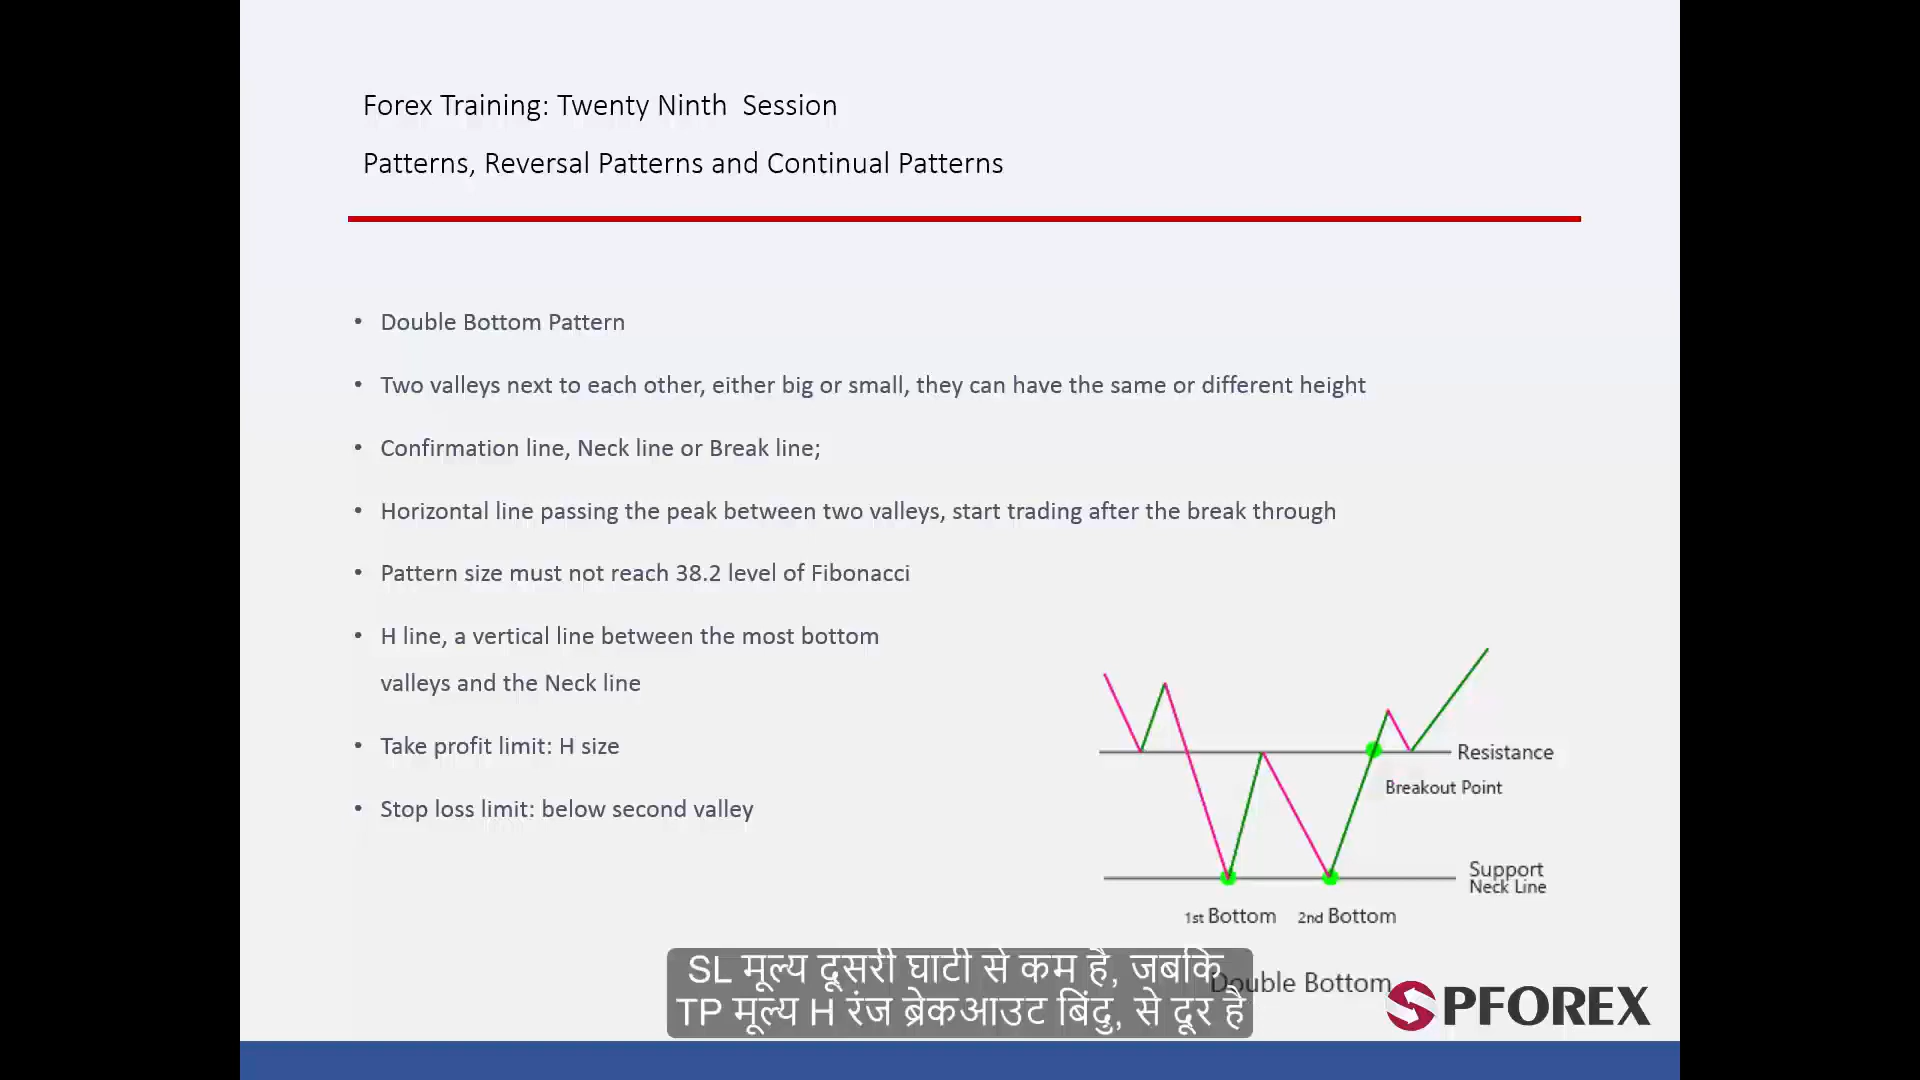 Forex Training: Twenty Ninth Session
Patterns, Reversal Patterns and Continual Patterns
• Double Bottom Pattern
• Two valleys next to each other, either big or small, they can have the same or different height
• Confirmation line, Neck line or Break line;
• Horizontal line passing the peak between two valleys, start trading after the break through
• Pattern size must not reach 38.2 level of Fibonacci
• H line, a vertical line between the most bottom
valleys and the Neck line
• Take profit limit: H size
• Stop loss limit: below second valley
Resistance
Breakout Point
Support
Neck Line
1st Bottom 2nd Bottom
Double Bottom
SL मूल्य दूसरी घाटी से कम है, जबकि
TP मूल्य H रंज ब्रेकआउट बिंदु, से दूर है
SPFOREX